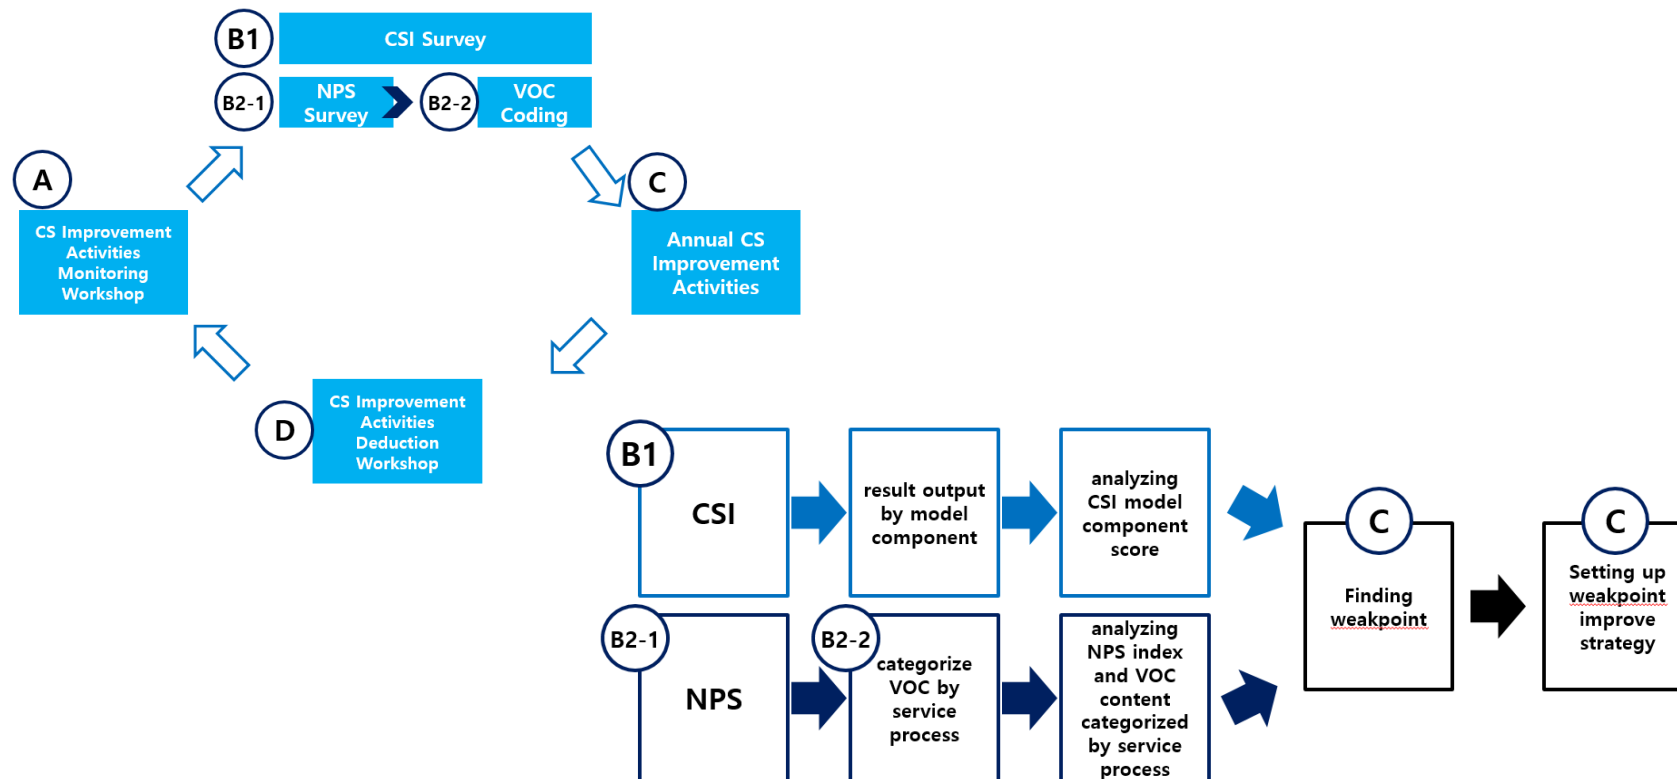 B1
CSI Survey
B2-1
NPS
Survey
B2-2
VOC
Coding
A
CS Improvement
Activities
Monitoring
Workshop
C
Annual CS
Improvement
Activities
D
CS Improvement
Activities
Deduction
Workshop
B1
CSI
result output
by model
component
analyzing
CSI model
component
score
B2-1
NPS
B2-2
categorize
VOC by
service
process
analyzing
NPS index
and VOC
content
categorized
by service
process
C
Finding
weakpoint
C
Setting up
weakpoint
improve
strategy